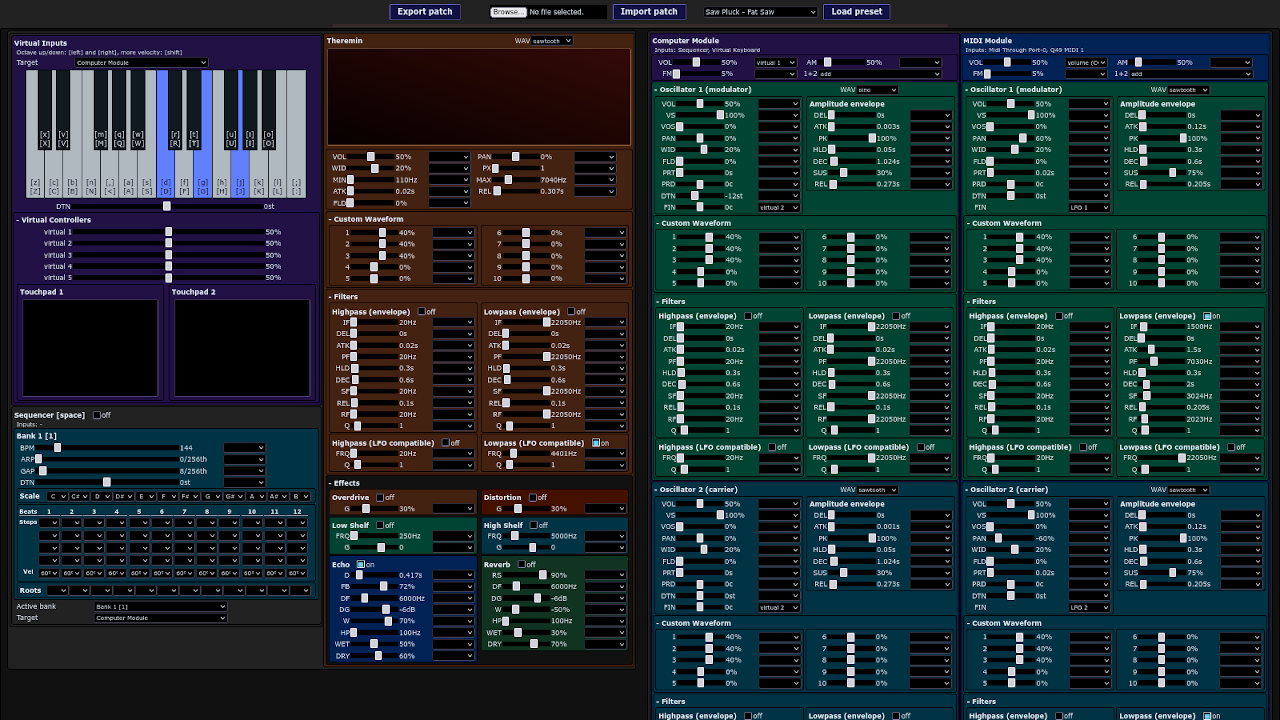 Export patch Browse... No file selected. Import patch Saw Pluck - Fat Saw Load preset
Virtual Inputs
Octave up/down: [left] and [right], more velocity: [shift]
Target Computer Module
DTN 0st
- Virtual Controllers
virtual 1 50%
virtual 2 50%
virtual 3 50%
virtual 4 50%
virtual 5 50%
Touchpad 1 Touchpad 2
Sequencer [space] off
Inputs: -
Bank 1 [1]
BPM 144
ARP 0/256th
GAP 8/256th
DTN 0st
Scale C C# D D# E F F# G G# A A# B
Beats 1 2 3 4 5 6 7 8 9 10 11 12
Steps
Vel
Roots
Active bank Bank 1 [1]
Target Computer Module
Theremin WAV sawtooth
VOL 50% PAN 0%
WID 20% PX 1
MIN 110Hz MAX 7040Hz
ATK 0.02s REL 0.307s
FLD 0%
- Custom Waveform
1 40% 6 0%
2 40% 7 0%
3 40% 8 0%
4 0% 9 0%
5 0% 10 0%
- Filters
Highpass (envelope) off Lowpass (envelope) off
IF 20Hz IF 22050Hz
DEL 0s DEL 0s
ATK 0.02s ATK 0.02s
PF 20Hz PF 22050Hz
HLD 0.3s HLD 0.3s
DEC 0.6s DEC 0.6s
SF 20Hz SF 22050Hz
REL 0.1s REL 0.1s
RF 20Hz RF 22050Hz
Q 1 Q 1
Highpass (LFO compatible) off Lowpass (LFO compatible) on
FRQ 20Hz FRQ 4401Hz
Q 1 Q 1
- Effects
Overdrive off Distortion off
G 30% G 30%
Low Shelf off High Shelf off
FRQ 250Hz FRQ 5000Hz
G 0 G 0
Echo on Reverb off
D 0.417s RS 90%
FB 72% DF 6000Hz
DF 6000Hz DG -6dB
DG -6dB W -50%
W 70% HP 100Hz
HP 100Hz WET 30%
WET 50% DRY 70%
DRY 60%
Computer Module
Inputs: Sequencer, Virtual Keyboard
VOL 50% virtual 1 AM 50%
FM 5% 1+2 add
- Oscillator 1 (modulator) WAV sine
VOL 50% Amplitude envelope
VS 100% DEL 0s
VOS 0% ATK 0.003s
PAN 0% PK 100%
WID 20% HLD 0.05s
FLD 0% DEC 1.024s
PRT 0s SUS 30%
PRD 0c REL 0.273s
DTN -12st
FIN 0c virtual 2
- Custom Waveform
1 40% 6 0%
2 40% 7 0%
3 40% 8 0%
4 0% 9 0%
5 0% 10 0%
- Filters
Highpass (envelope) off Lowpass (envelope) off
IF 20Hz IF 22050Hz
DEL 0s DEL 0s
ATK 0.02s ATK 0.02s
PF 20Hz PF 22050Hz
HLD 0.3s HLD 0.3s
DEC 0.6s DEC 0.6s
SF 20Hz SF 22050Hz
REL 0.1s REL 0.1s
RF 20Hz RF 22050Hz
Q 1 Q 1
Highpass (LFO compatible) off Lowpass (LFO compatible) off
FRQ 20Hz FRQ 22050Hz
Q 1 Q 1
- Oscillator 2 (carrier) WAV sawtooth
VOL 50% Amplitude envelope
VS 100% DEL 0s
VOS 0% ATK 0.001s
PAN 0% PK 100%
WID 20% HLD 0.05s
FLD 0% DEC 1.024s
PRT 0s SUS 30%
PRD 0c REL 0.273s
DTN 0st
FIN 0c virtual 2
- Custom Waveform
1 40% 6 0%
2 40% 7 0%
3 40% 8 0%
4 0% 9 0%
5 0% 10 0%
- Filters
Highpass (envelope) off Lowpass (envelope) off
MIDI Module
Inputs: Midi Through Port-0, Q49 MIDI 1
VOL 50% AM 50%
FM 5% 1+2 add
- Oscillator 1 (modulator) WAV sawtooth
VOL 50% Amplitude envelope
VS 100% DEL 0s
VOS 0% ATK 0.12s
PAN 60% PK 100%
WID 20% HLD 0.3s
FLD 0% DEC 0.6s
PRT 0.02s SUS 75%
PRD 0c REL 0.205s
DTN 0st
FIN LFO 1
- Custom Waveform
1 40% 6 0%
2 40% 7 0%
3 40% 8 0%
4 0% 9 0%
5 0% 10 0%
- Filters
Highpass (envelope) off Lowpass (envelope) on
IF 20Hz IF 1500Hz
DEL 0s DEL 0s
ATK 0.02s ATK 1.5s
PF 20Hz PF 7030Hz
HLD 0.3s HLD 0.3s
DEC 0.6s DEC 2s
SF 20Hz SF 3024Hz
REL 0.1s REL 0.205s
RF 20Hz RF 2023Hz
Q 1 Q 1
Highpass (LFO compatible) off Lowpass (LFO compatible) off
FRQ 20Hz FRQ 22050Hz
Q 1 Q 1
- Oscillator 2 (carrier) WAV sawtooth
VOL 50% Amplitude envelope
VS 100% DEL 0s
VOS 0% ATK 0.12s
PAN -60% PK 100%
WID 20% HLD 0.3s
FLD 0% DEC 0.6s
PRT 0.02s SUS 75%
PRD 0c REL 0.205s
DTN 0st
FIN LFO 2
- Custom Waveform
1 40% 6 0%
2 40% 7 0%
3 40% 8 0%
4 0% 9 0%
5 0% 10 0%
- Filters
Highpass (envelope) off Lowpass (envelope) on